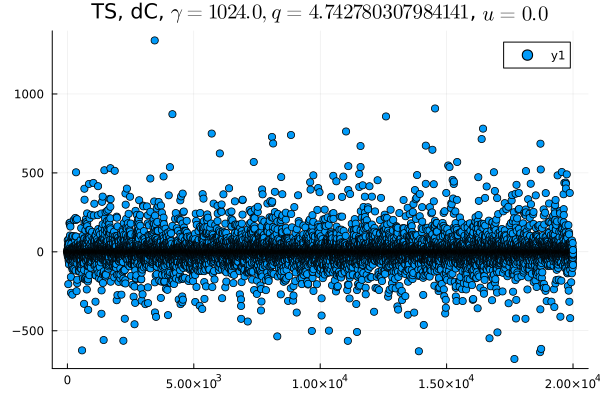 TS, dC, γ = 1024.0, q = 4.742780307984141, u = 0.0
y1
1000
500
0
−500
0 5.00×10³ 1.00×10⁴ 1.50×10⁴ 2.00×10⁴